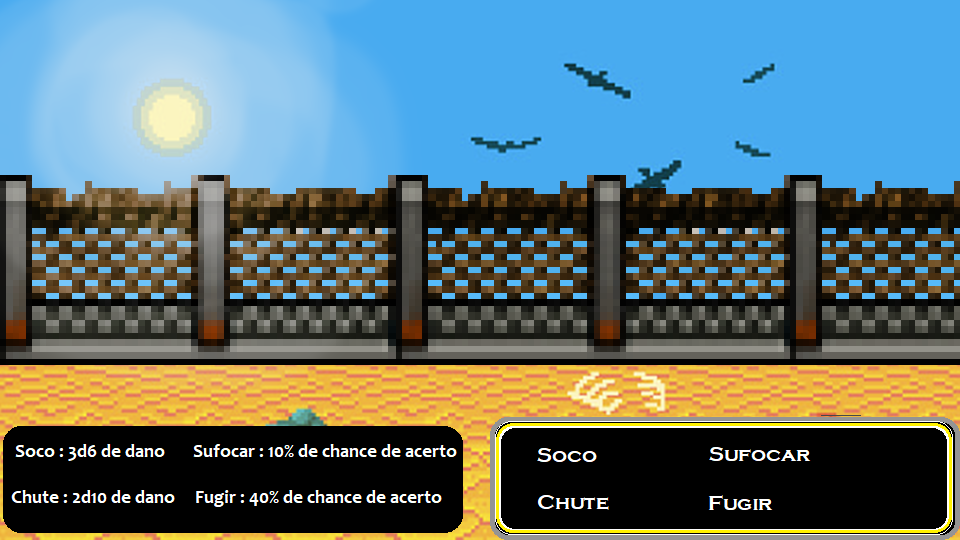 Soco : 3d6 de dano
Sufocar : 10% de chance de acerto
Chute : 2d10 de dano
Fugir : 40% de chance de acerto
Soco
Sufocar
Chute
Fugir